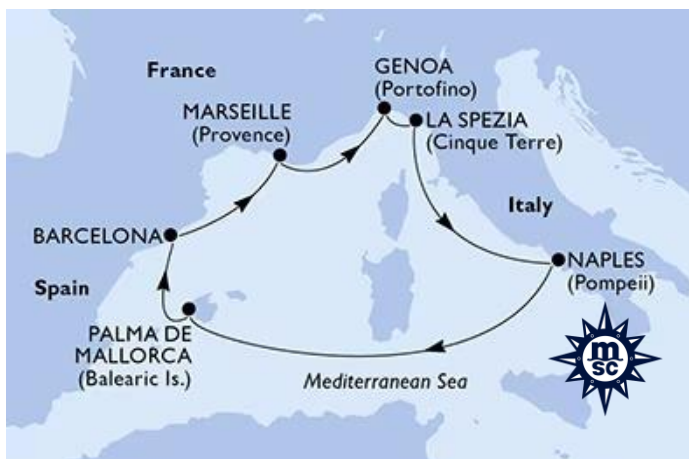 France
GENOA
(Portofino)
MARSEILLE
(Provence)
LA SPEZIA
(Cinque Terre)
Italy
BARCELONA
NAPLES
(Pompeii)
Spain
PALMA DE
MALLORCA
(Balearic Is.)
Mediterranean Sea
m
sc